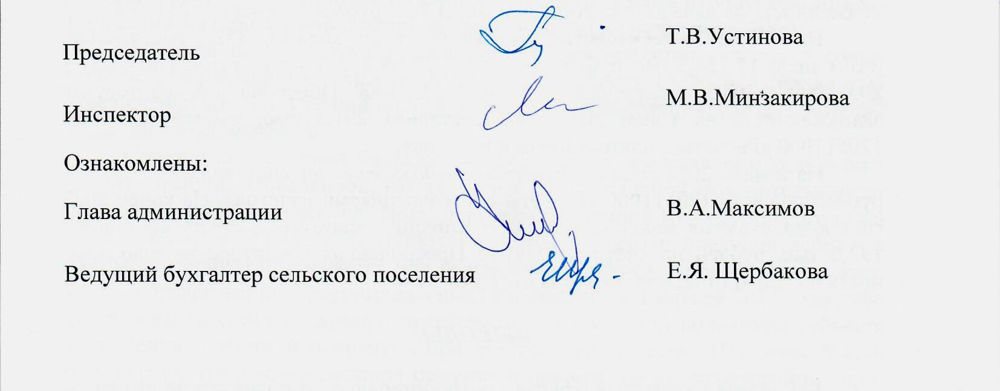 Председатель Т.В.Устинова
Инспектор М.В.Минзакирова
Ознакомлены:
Глава администрации В.А.Максимов
Ведущий бухгалтер сельского поселения Е.Я. Щербакова